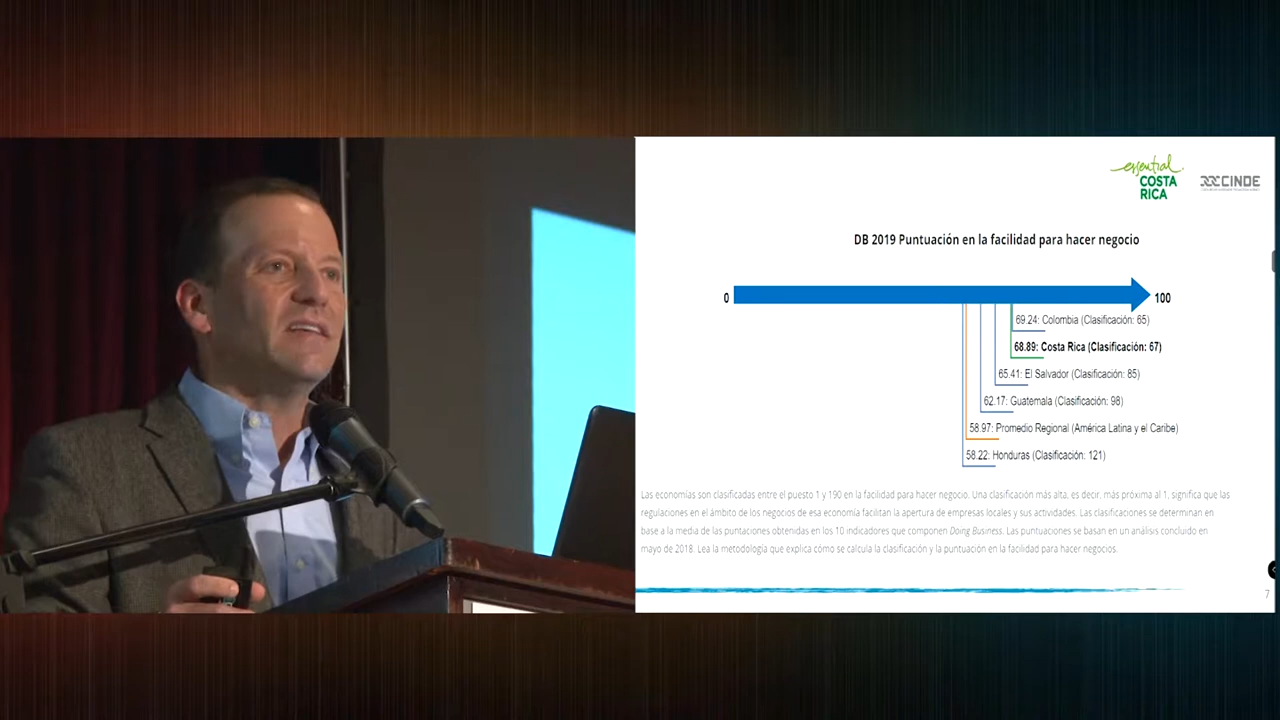 essential
COSTA
RICA
CINDE
DB 2019 Puntuación en la facilidad para hacer negocio
0
100
69.24: Colombia (Clasificación: 65)
68.89: Costa Rica (Clasificación: 67)
65.41: El Salvador (Clasificación: 85)
62.17: Guatemala (Clasificación: 98)
58.97: Promedio Regional (América Latina y el Caribe)
58.22: Honduras (Clasificación: 121)
Las economías son clasificadas entre el puesto 1 y 190 en la facilidad para hacer negocio. Una clasificación más alta, es decir, más próxima al 1, significa que las
regulaciones en el ámbito de los negocios de esa economía facilitan la apertura de empresas locales y sus actividades. Las clasificaciones se determinan en
base a la media de las puntaciones obtenidas en los 10 indicadores que componen Doing Business. Las puntuaciones se basan en un análisis concluido en
mayo de 2018. Lea la metodología que explica cómo se calcula la clasificación y la puntuación en la facilidad para hacer negocios.
7